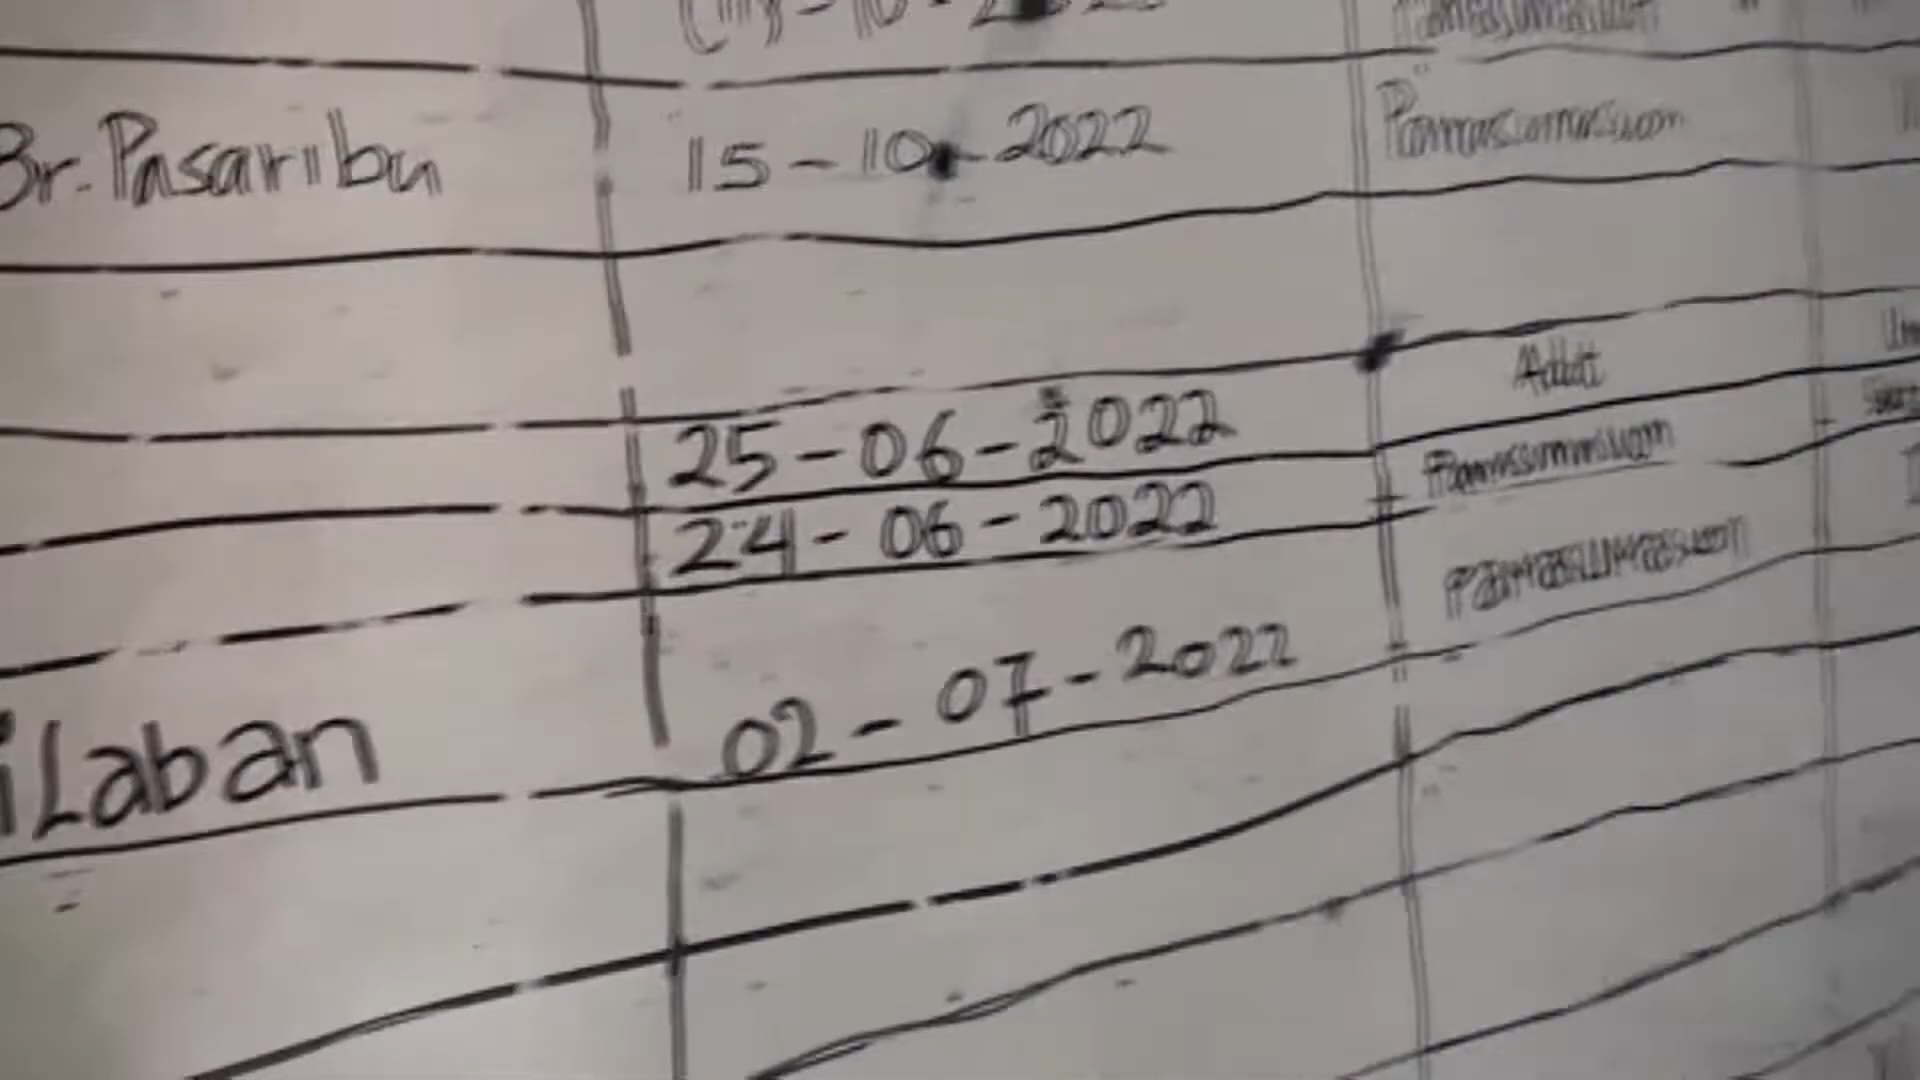 Br. Pasaribu 15-10-2022 Pamasumasuon
25-06-2022 Adat
24-06-2022 Pamasumasuon
iLaban 02-07-2022 Pamasumasuon